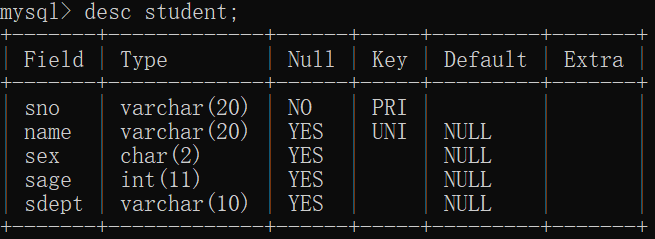 mysql> desc student;
+-------+-------------+------+-----+---------+-------+
| Field | Type        | Null | Key | Default | Extra |
+-------+-------------+------+-----+---------+-------+
| sno   | varchar(20) | NO   | PRI |         |       |
| name  | varchar(20) | YES  | UNI | NULL    |       |
| sex   | char(2)     | YES  |     | NULL    |       |
| sage  | int(11)     | YES  |     | NULL    |       |
| sdept | varchar(10) | YES  |     | NULL    |       |
+-------+-------------+------+-----+---------+-------+